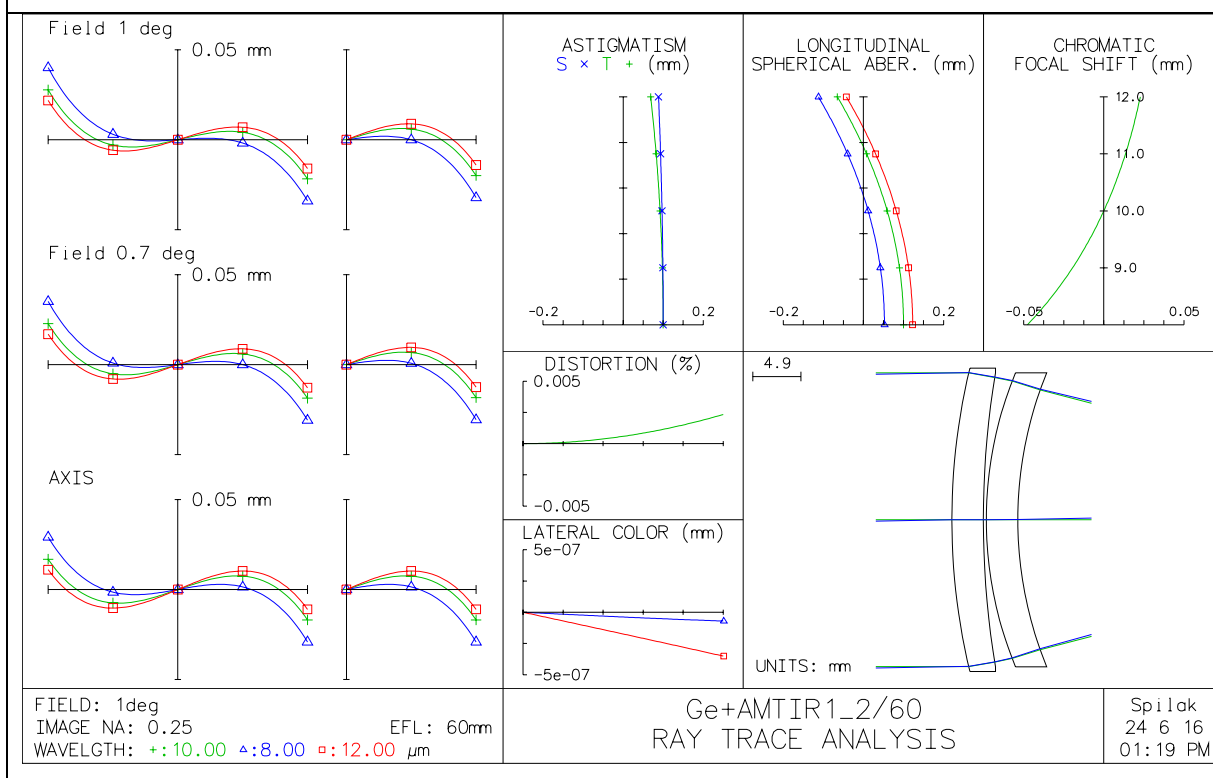 Field 1 deg
0.05 mm
Field 0.7 deg
0.05 mm
AXIS
0.05 mm
ASTIGMATISM
S × T + (mm)
-0.2 0.2
LONGITUDINAL
SPHERICAL ABER. (mm)
-0.2 0.2
CHROMATIC
FOCAL SHIFT (mm)
12.0
11.0
10.0
9.0
-0.05 0.05
DISTORTION (%)
0.005
-0.005
LATERAL COLOR (mm)
5e-07
-5e-07
4.9
UNITS: mm
FIELD: 1deg
IMAGE NA: 0.25 EFL: 60mm
WAVELGTH: +:10.00 △:8.00 □:12.00 µm
Ge+AMTIR1_2/60
RAY TRACE ANALYSIS
Spilak
24 6 16
01:19 PM